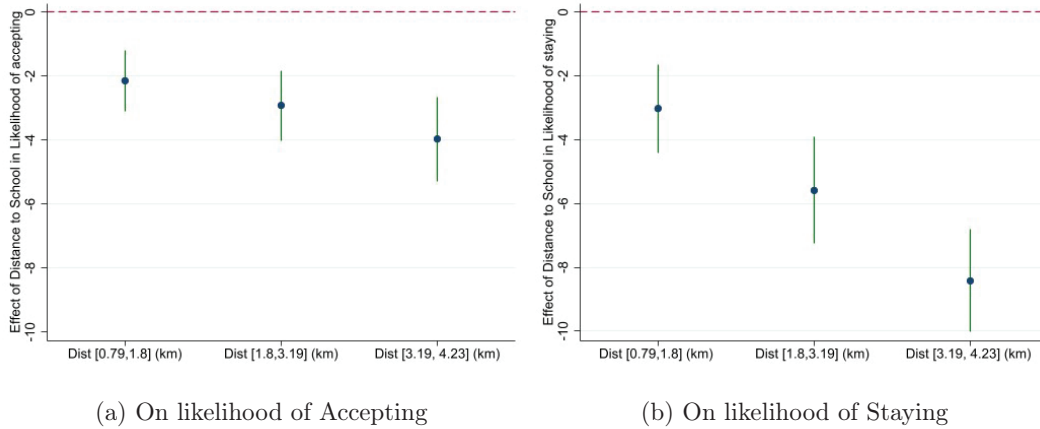 Effect of Distance to School in Likelihood of accepting
0
-2
-4
-6
-8
-10
Dist [0.79,1.8] (km)
Dist [1.8,3.19] (km)
Dist [3.19, 4.23] (km)
(a) On likelihood of Accepting
Effect of Distance to School in Likelihood of staying
0
-2
-4
-6
-8
-10
Dist [0.79,1.8] (km)
Dist [1.8,3.19] (km)
Dist [3.19, 4.23] (km)
(b) On likelihood of Staying